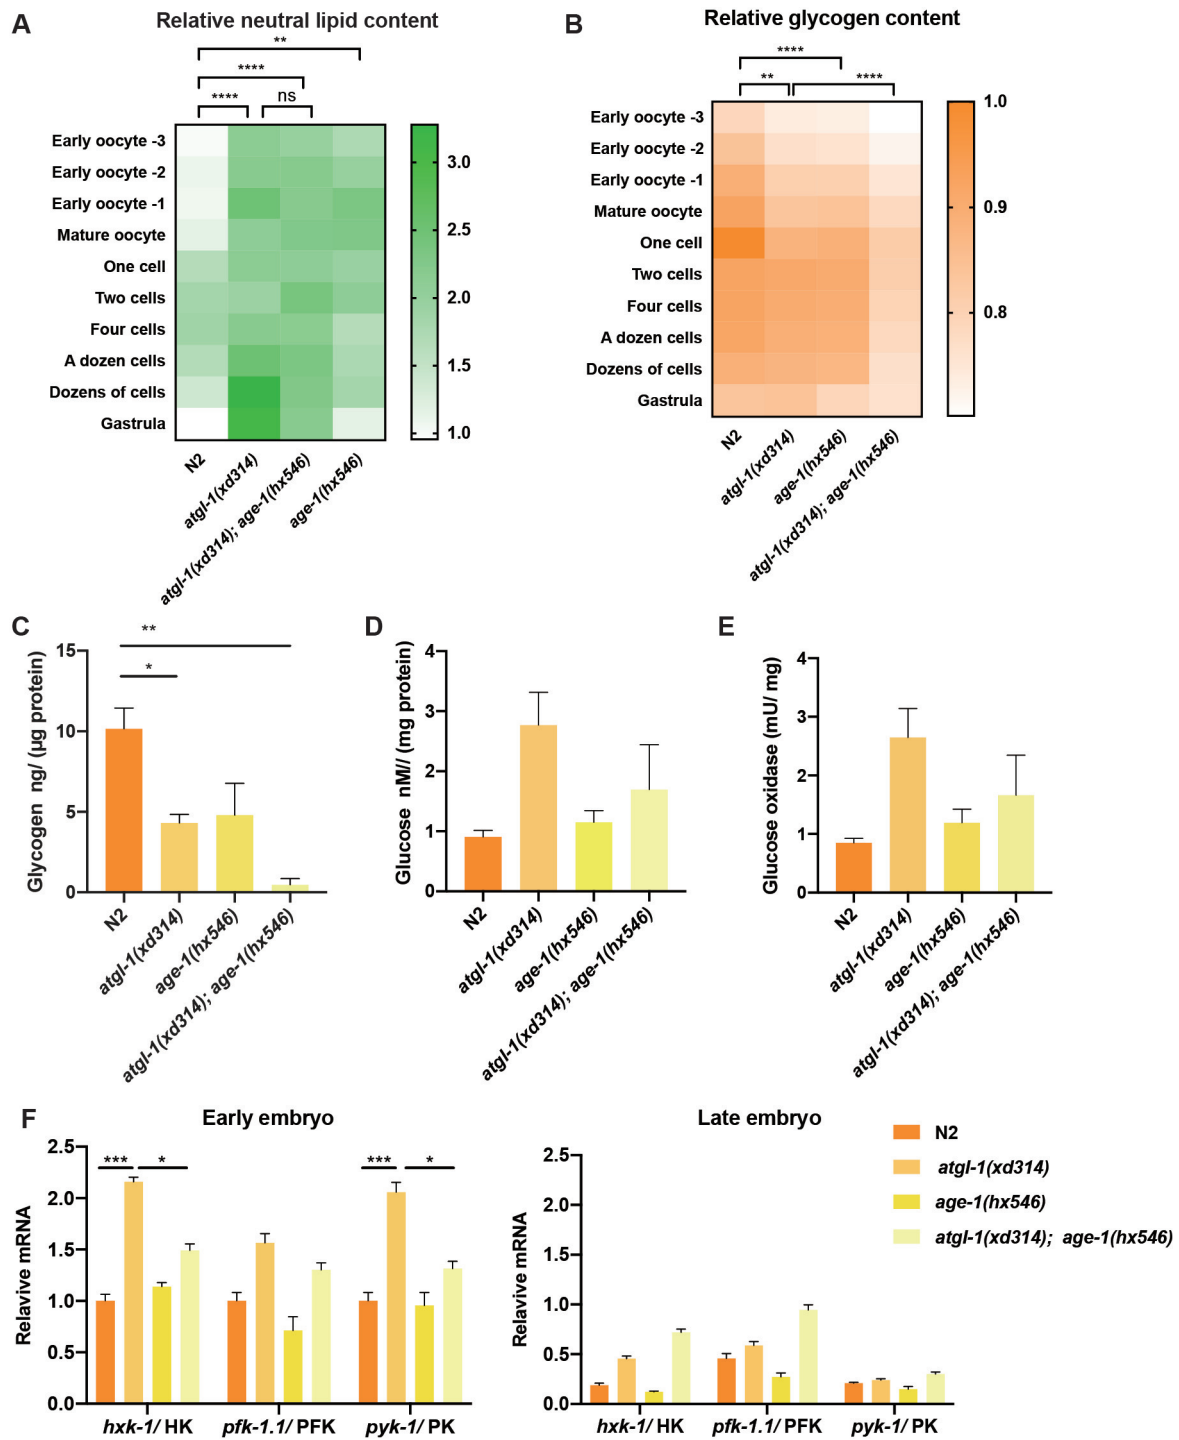 A
Relative neutral lipid content
**
****
****
ns
Early oocyte -3
Early oocyte -2
Early oocyte -1
Mature oocyte
One cell
Two cells
Four cells
A dozen cells
Dozens of cells
Gastrula
3.0
2.5
2.0
1.5
1.0
N2
atgl-1(xd314)
atgl-1(xd314); age-1(hx546)
age-1(hx546)
B
Relative glycogen content
****
**
****
Early oocyte -3
Early oocyte -2
Early oocyte -1
Mature oocyte
One cell
Two cells
Four cells
A dozen cells
Dozens of cells
Gastrula
1.0
0.9
0.8
N2
atgl-1(xd314)
age-1(hx546)
atgl-1(xd314); age-1(hx546)
C
**
*
Glycogen ng/ (µg protein)
15
10
5
0
N2
atgl-1(xd314)
age-1(hx546)
atgl-1(xd314); age-1(hx546)
D
Glucose nM// (mg protein)
4
3
2
1
0
N2
atgl-1(xd314)
age-1(hx546)
atgl-1(xd314); age-1(hx546)
E
Glucose oxidase (mU/ mg)
4
3
2
1
0
N2
atgl-1(xd314)
age-1(hx546)
atgl-1(xd314); age-1(hx546)
F
Early embryo
Relavive mRNA
2.5
2.0
1.5
1.0
0.5
0.0
***
*
***
*
hxk-1/ HK
pfk-1.1/ PFK
pyk-1/ PK
Late embryo
Relavive mRNA
2.5
2.0
1.5
1.0
0.5
0.0
hxk-1/ HK
pfk-1.1/ PFK
pyk-1/ PK
N2
atgl-1(xd314)
age-1(hx546)
atgl-1(xd314); age-1(hx546)